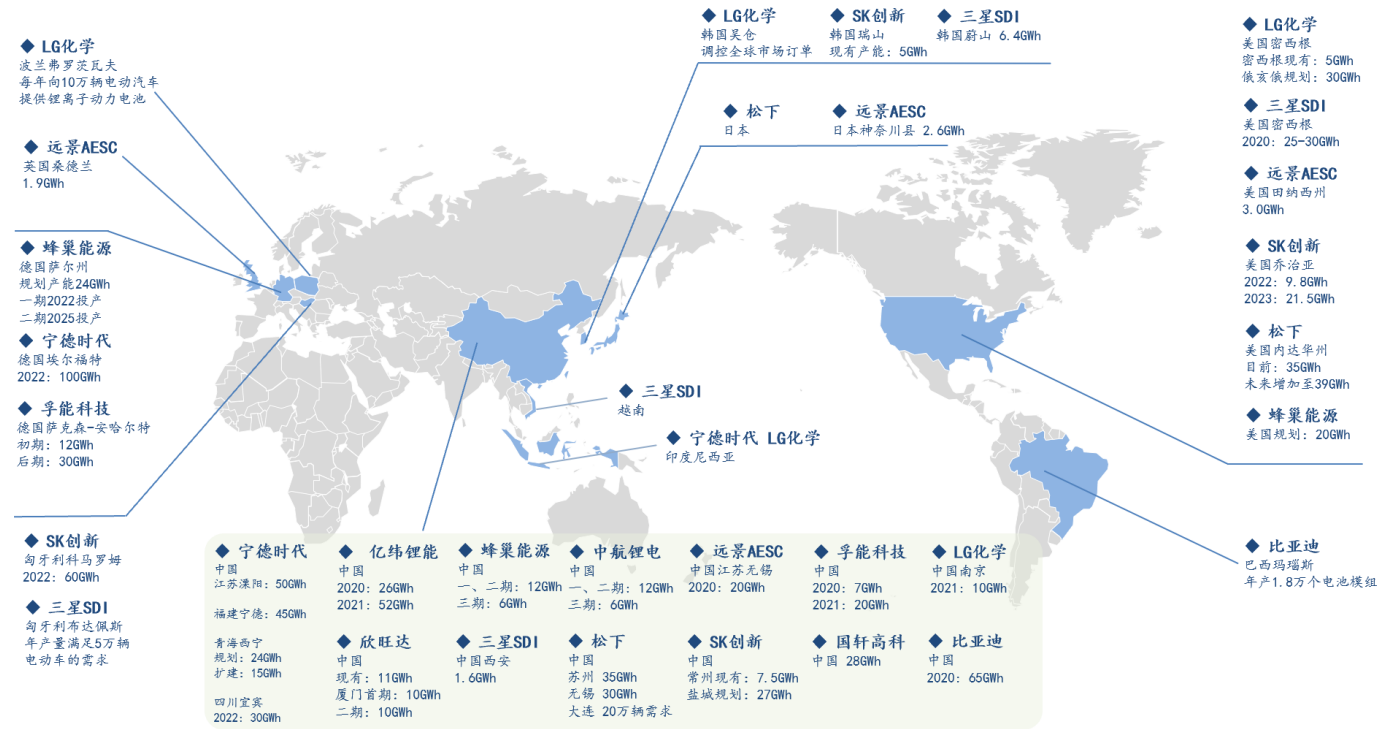 ◆ LG化学
波兰弗罗茨瓦夫
每年向10万辆电动汽车
提供锂离子动力电池
◆ 远景AESC
英国桑德兰
1.9GWh
◆ 蜂巢能源
德国萨尔州
规划产能24GWh
一期2022投产
二期2025投产
◆ 宁德时代
德国埃尔福特
2022: 100GWh
◆ 孚能科技
德国萨克森-安哈尔特
初期: 12GWh
后期: 30GWh
◆ SK创新
匈牙利科马罗姆
2022: 60GWh
◆ 三星SDI
匈牙利布达佩斯
年产量满足5万辆
电动车的需求
◆ LG化学
韩国吴仓
调控全球市场订单
◆ SK创新
韩国瑞山
现有产能: 5GWh
◆ 三星SDI
韩国蔚山 6.4GWh
◆ 松下
日本
◆ 远景AESC
日本神奈川县 2.6GWh
◆ 三星SDI
越南
◆ 宁德时代 LG化学
印度尼西亚
◆ LG化学
美国密西根
密西根现有: 5GWh
俄亥俄规划: 30GWh
◆ 三星SDI
美国密西根
2020: 25-30GWh
◆ 远景AESC
美国田纳西州
3.0GWh
◆ SK创新
美国乔治亚
2022: 9.8GWh
2023: 21.5GWh
◆ 松下
美国内达华州
目前: 35GWh
未来增加至39GWh
◆ 蜂巢能源
美国规划: 20GWh
◆ 比亚迪
巴西玛瑙斯
年产1.8万个电池模组
◆ 宁德时代
中国
江苏溧阳: 50GWh
福建宁德: 45GWh
青海西宁
规划: 24GWh
扩建: 15GWh
四川宜宾
2022: 30GWh
◆ 亿纬锂能
中国
2020: 26GWh
2021: 52GWh
◆ 欣旺达
中国
现有: 11GWh
厦门首期: 10GWh
二期: 10GWh
◆ 蜂巢能源
中国
一、二期: 12GWh
三期: 6GWh
◆ 三星SDI
中国西安
1.6GWh
◆ 中航锂电
中国
一、二期: 12GWh
三期: 6GWh
◆ 松下
中国
苏州 35GWh
无锡 30GWh
大连 20万辆需求
◆ 远景AESC
中国江苏无锡
2020: 20GWh
◆ SK创新
中国
常州现有: 7.5GWh
盐城规划: 27GWh
◆ 孚能科技
中国
2020: 7GWh
2021: 20GWh
◆ 国轩高科
中国 28GWh
◆ LG化学
中国南京
2021: 10GWh
◆ 比亚迪
中国
2020: 65GWh